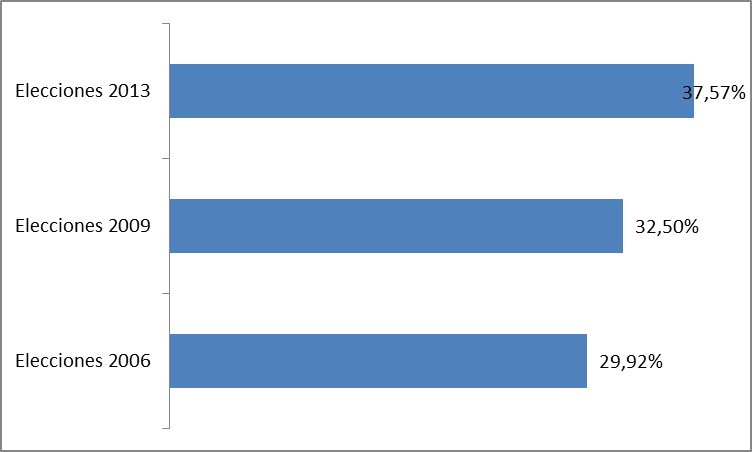 Elecciones 2013 37,57%
Elecciones 2009 32,50%
Elecciones 2006 29,92%